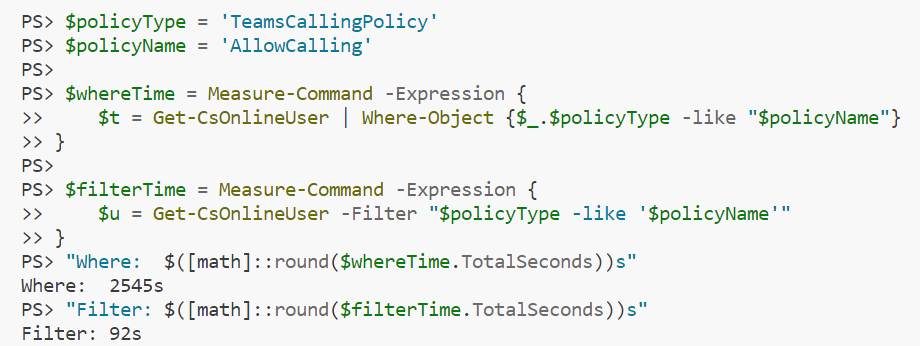 PS> $policyType = 'TeamsCallingPolicy'
PS> $policyName = 'AllowCalling'
PS>
PS> $whereTime = Measure-Command -Expression {
>>     $t = Get-CsOnlineUser | Where-Object {$_.$policyType -like "$policyName"}
>> }
PS>
PS> $filterTime = Measure-Command -Expression {
>>     $u = Get-CsOnlineUser -Filter "$policyType -like '$policyName'"
>> }
PS> "Where:  $([math]::round($whereTime.TotalSeconds))s"
Where:  2545s
PS> "Filter: $([math]::round($filterTime.TotalSeconds))s"
Filter: 92s